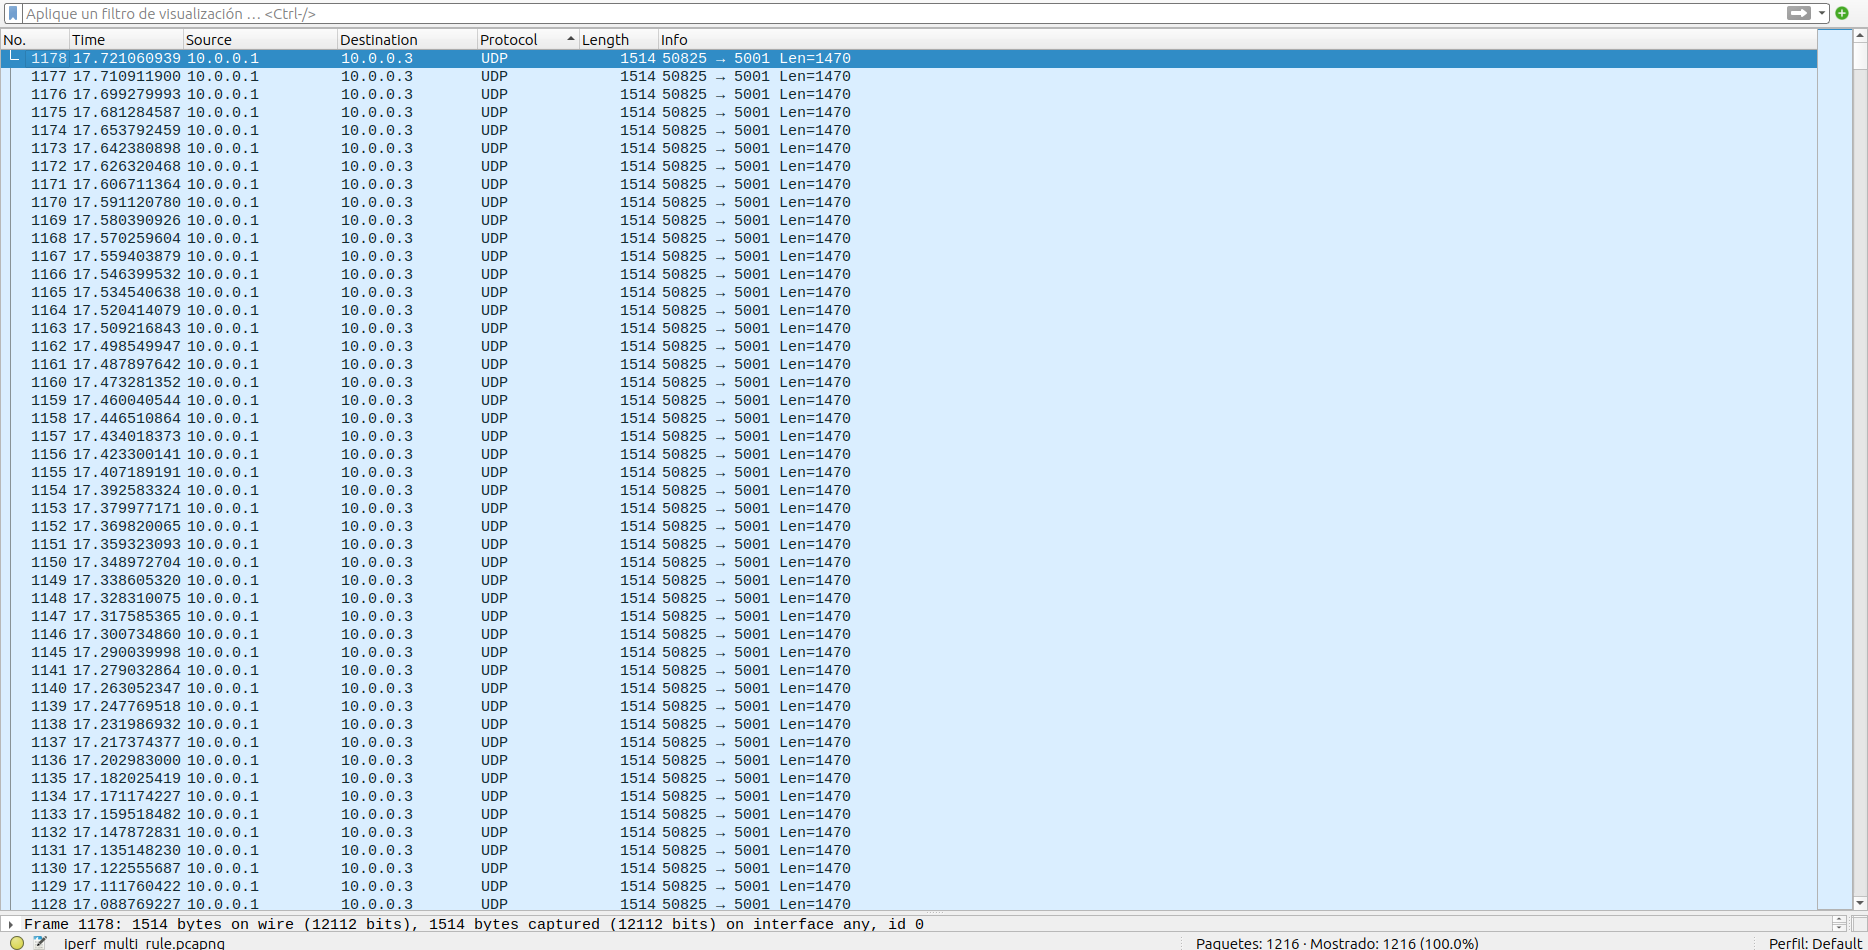 Aplique un filtro de visualización … <Ctrl-/>
No. Time Source Destination Protocol Length Info
1178 17.721060939 10.0.0.1 10.0.0.3 UDP 1514 50825 → 5001 Len=1470
1177 17.710911900 10.0.0.1 10.0.0.3 UDP 1514 50825 → 5001 Len=1470
1176 17.699279993 10.0.0.1 10.0.0.3 UDP 1514 50825 → 5001 Len=1470
1175 17.681284587 10.0.0.1 10.0.0.3 UDP 1514 50825 → 5001 Len=1470
1174 17.653792459 10.0.0.1 10.0.0.3 UDP 1514 50825 → 5001 Len=1470
1173 17.642380898 10.0.0.1 10.0.0.3 UDP 1514 50825 → 5001 Len=1470
1172 17.626320468 10.0.0.1 10.0.0.3 UDP 1514 50825 → 5001 Len=1470
1171 17.606711364 10.0.0.1 10.0.0.3 UDP 1514 50825 → 5001 Len=1470
1170 17.591120780 10.0.0.1 10.0.0.3 UDP 1514 50825 → 5001 Len=1470
1169 17.580390926 10.0.0.1 10.0.0.3 UDP 1514 50825 → 5001 Len=1470
1168 17.570259604 10.0.0.1 10.0.0.3 UDP 1514 50825 → 5001 Len=1470
1167 17.559403879 10.0.0.1 10.0.0.3 UDP 1514 50825 → 5001 Len=1470
1166 17.546399532 10.0.0.1 10.0.0.3 UDP 1514 50825 → 5001 Len=1470
1165 17.534540638 10.0.0.1 10.0.0.3 UDP 1514 50825 → 5001 Len=1470
1164 17.520414079 10.0.0.1 10.0.0.3 UDP 1514 50825 → 5001 Len=1470
1163 17.509216843 10.0.0.1 10.0.0.3 UDP 1514 50825 → 5001 Len=1470
1162 17.498549947 10.0.0.1 10.0.0.3 UDP 1514 50825 → 5001 Len=1470
1161 17.487897642 10.0.0.1 10.0.0.3 UDP 1514 50825 → 5001 Len=1470
1160 17.473281352 10.0.0.1 10.0.0.3 UDP 1514 50825 → 5001 Len=1470
1159 17.460040544 10.0.0.1 10.0.0.3 UDP 1514 50825 → 5001 Len=1470
1158 17.446510864 10.0.0.1 10.0.0.3 UDP 1514 50825 → 5001 Len=1470
1157 17.434018373 10.0.0.1 10.0.0.3 UDP 1514 50825 → 5001 Len=1470
1156 17.423300141 10.0.0.1 10.0.0.3 UDP 1514 50825 → 5001 Len=1470
1155 17.407189191 10.0.0.1 10.0.0.3 UDP 1514 50825 → 5001 Len=1470
1154 17.392583324 10.0.0.1 10.0.0.3 UDP 1514 50825 → 5001 Len=1470
1153 17.379977171 10.0.0.1 10.0.0.3 UDP 1514 50825 → 5001 Len=1470
1152 17.369820065 10.0.0.1 10.0.0.3 UDP 1514 50825 → 5001 Len=1470
1151 17.359323093 10.0.0.1 10.0.0.3 UDP 1514 50825 → 5001 Len=1470
1150 17.348972704 10.0.0.1 10.0.0.3 UDP 1514 50825 → 5001 Len=1470
1149 17.338605320 10.0.0.1 10.0.0.3 UDP 1514 50825 → 5001 Len=1470
1148 17.328310075 10.0.0.1 10.0.0.3 UDP 1514 50825 → 5001 Len=1470
1147 17.317585365 10.0.0.1 10.0.0.3 UDP 1514 50825 → 5001 Len=1470
1146 17.300734860 10.0.0.1 10.0.0.3 UDP 1514 50825 → 5001 Len=1470
1145 17.290039998 10.0.0.1 10.0.0.3 UDP 1514 50825 → 5001 Len=1470
1141 17.279032864 10.0.0.1 10.0.0.3 UDP 1514 50825 → 5001 Len=1470
1140 17.263052347 10.0.0.1 10.0.0.3 UDP 1514 50825 → 5001 Len=1470
1139 17.247769518 10.0.0.1 10.0.0.3 UDP 1514 50825 → 5001 Len=1470
1138 17.231986932 10.0.0.1 10.0.0.3 UDP 1514 50825 → 5001 Len=1470
1137 17.217374377 10.0.0.1 10.0.0.3 UDP 1514 50825 → 5001 Len=1470
1136 17.202983000 10.0.0.1 10.0.0.3 UDP 1514 50825 → 5001 Len=1470
1135 17.182025419 10.0.0.1 10.0.0.3 UDP 1514 50825 → 5001 Len=1470
1134 17.171174227 10.0.0.1 10.0.0.3 UDP 1514 50825 → 5001 Len=1470
1133 17.159518482 10.0.0.1 10.0.0.3 UDP 1514 50825 → 5001 Len=1470
1132 17.147872831 10.0.0.1 10.0.0.3 UDP 1514 50825 → 5001 Len=1470
1131 17.135148230 10.0.0.1 10.0.0.3 UDP 1514 50825 → 5001 Len=1470
1130 17.122555687 10.0.0.1 10.0.0.3 UDP 1514 50825 → 5001 Len=1470
1129 17.111760422 10.0.0.1 10.0.0.3 UDP 1514 50825 → 5001 Len=1470
1128 17.088769227 10.0.0.1 10.0.0.3 UDP 1514 50825 → 5001 Len=1470
Frame 1178: 1514 bytes on wire (12112 bits), 1514 bytes captured (12112 bits) on interface any, id 0
iperf_multi_rule.pcapng Paquetes: 1216 · Mostrado: 1216 (100.0%) Perfil: Default